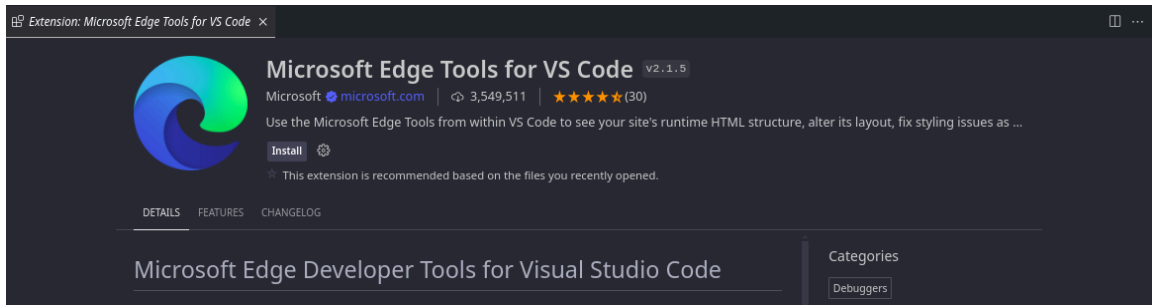 Extension: Microsoft Edge Tools for VS Code
Microsoft Edge Tools for VS Code v2.1.5
Microsoft microsoft.com 3,549,511 (30)
Use the Microsoft Edge Tools from within VS Code to see your site's runtime HTML structure, alter its layout, fix styling issues as ...
Install
This extension is recommended based on the files you recently opened.
DETAILS FEATURES CHANGELOG
Microsoft Edge Developer Tools for Visual Studio Code
Categories
Debuggers